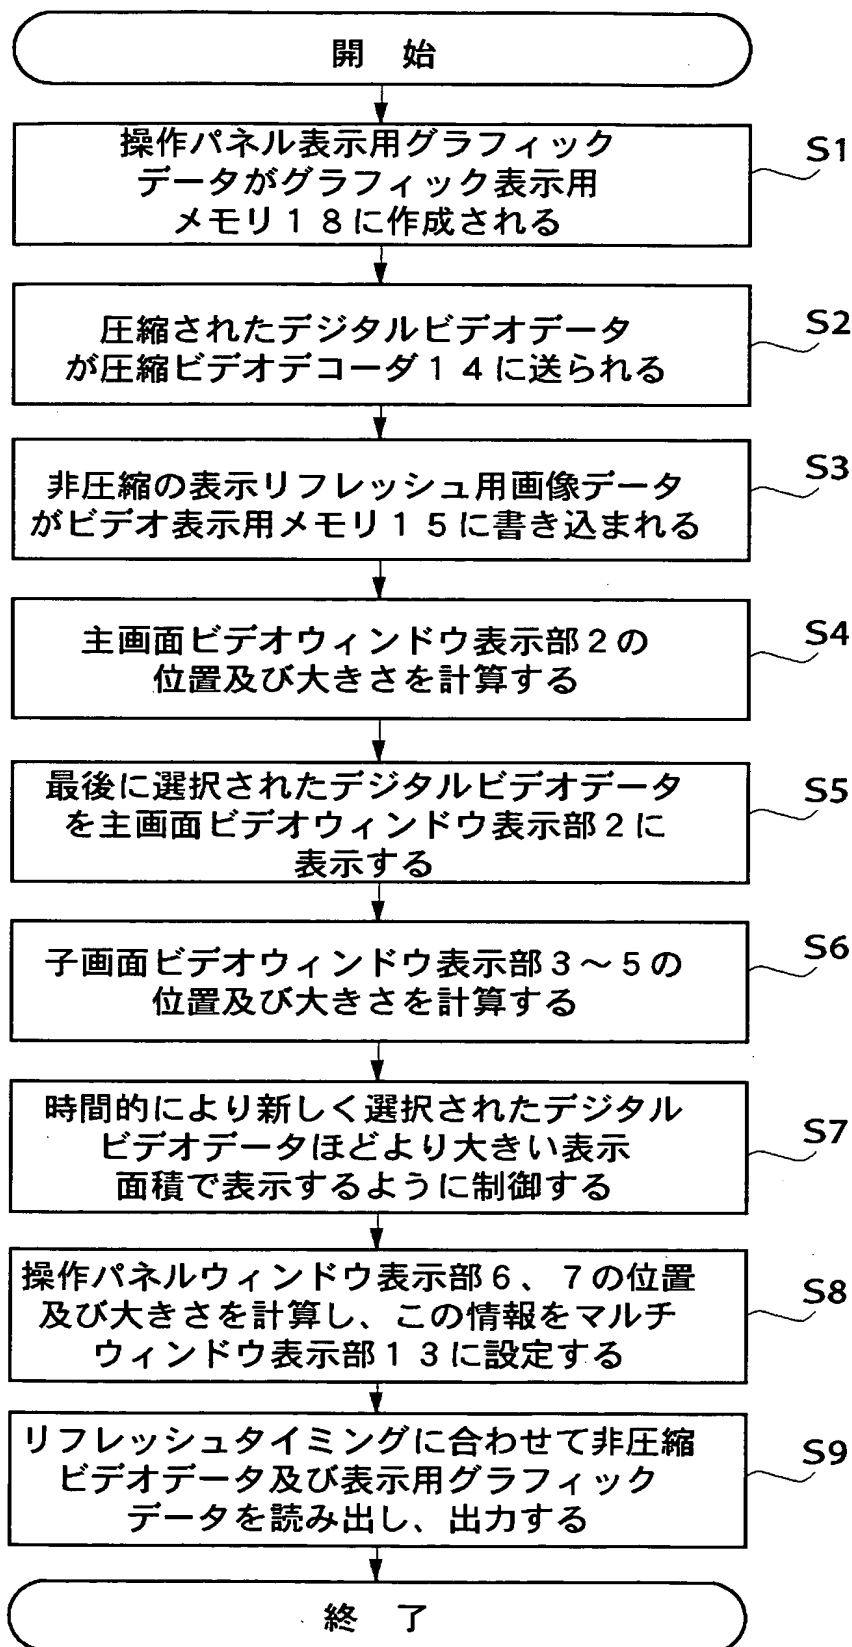 開　始
操作パネル表示用グラフィック
データがグラフィック表示用
メモリ１８に作成される
S1
圧縮されたデジタルビデオデータ
が圧縮ビデオデコーダ１４に送られる
S2
非圧縮の表示リフレッシュ用画像データ
がビデオ表示用メモリ１５に書き込まれる
S3
主画面ビデオウィンドウ表示部２の
位置及び大きさを計算する
S4
最後に選択されたデジタルビデオデータ
を主画面ビデオウィンドウ表示部２に
表示する
S5
子画面ビデオウィンドウ表示部３～５の
位置及び大きさを計算する
S6
時間的により新しく選択されたデジタル
ビデオデータほどより大きい表示
面積で表示するように制御する
S7
操作パネルウィンドウ表示部６、７の位置
及び大きさを計算し、この情報をマルチ
ウィンドウ表示部１３に設定する
S8
リフレッシュタイミングに合わせて非圧縮
ビデオデータ及び表示用グラフィック
データを読み出し、出力する
S9
終　了